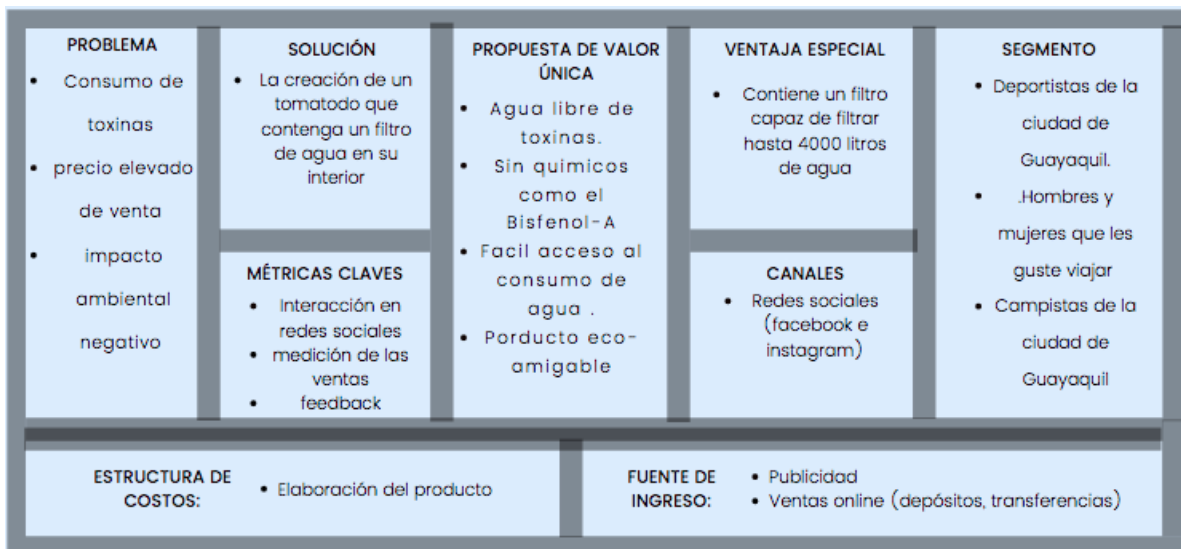 PROBLEMA
• Consumo de
toxinas
• precio elevado
de venta
• impacto
ambiental
negativo
SOLUCIÓN
• La creación de un
tomatodo que
contenga un filtro
de agua en su
interior
MÉTRICAS CLAVES
• Interacción en
redes sociales
• medición de las
ventas
• feedback
PROPUESTA DE VALOR
ÚNICA
• Agua libre de
toxinas.
• Sin quimicos
como el
Bisfenol-A
• Facil acceso al
consumo de
agua .
• Porducto eco-
amigable
VENTAJA ESPECIAL
• Contiene un filtro
capaz de filtrar
hasta 4000 litros
de agua
CANALES
• Redes sociales
(facebook e
instagram)
SEGMENTO
• Deportistas de la
ciudad de
Guayaquil.
• .Hombres y
mujeres que les
guste viajar
• Campistas de la
ciudad de
Guayaquil
ESTRUCTURA DE
COSTOS:
• Elaboración del producto
FUENTE DE
INGRESO:
• Publicidad
• Ventas online (depósitos, transferencias)